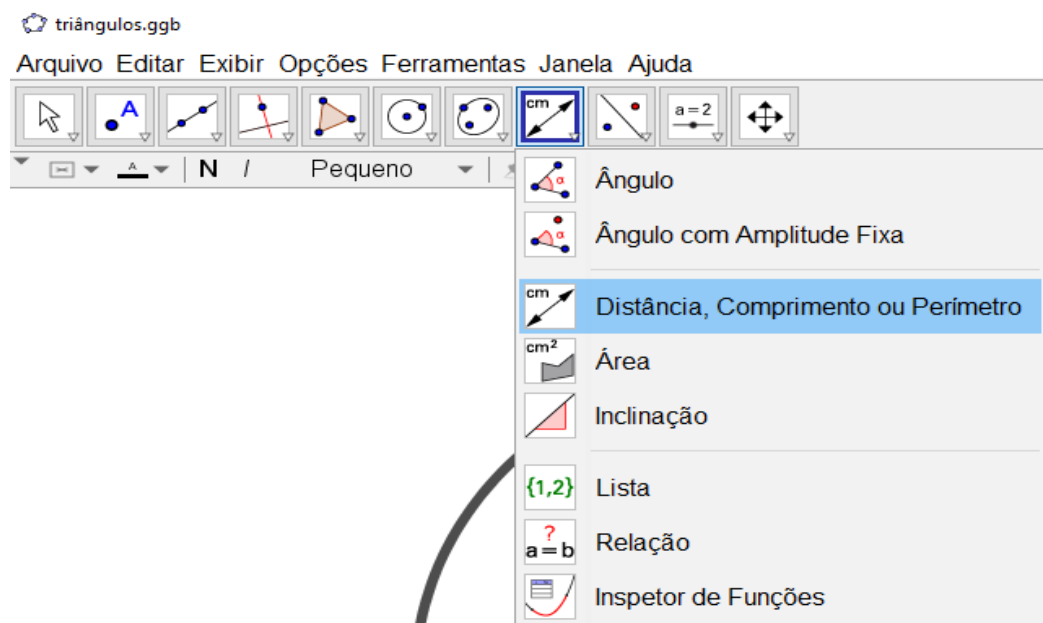 triângulos.ggb
Arquivo Editar Exibir Opções Ferramentas Janela Ajuda
A cm a=2
A N I Pequeno
α Ângulo
α Ângulo com Amplitude Fixa
cm Distância, Comprimento ou Perímetro
cm² Área
Inclinação
{1,2} Lista
? a=b Relação
Inspetor de Funções